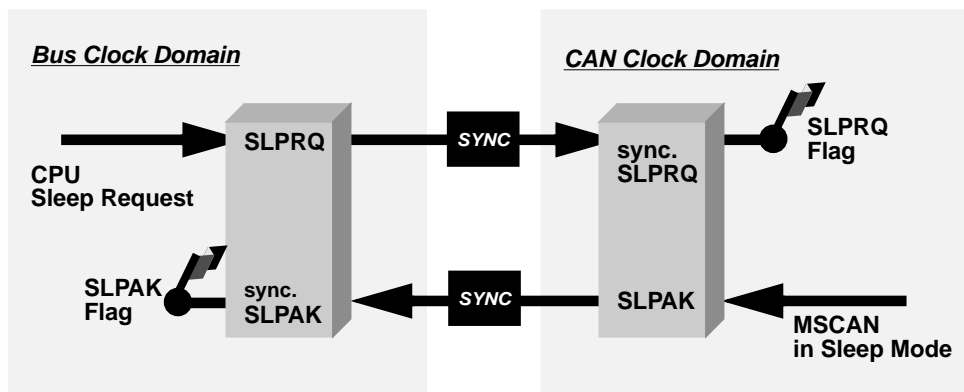 Bus Clock Domain
CAN Clock Domain
SLPRQ
SYNC
sync.
SLPRQ
SLPRQ
Flag
CPU
Sleep Request
SLPAK
Flag
sync.
SLPAK
SYNC
SLPAK
MSCAN
in Sleep Mode